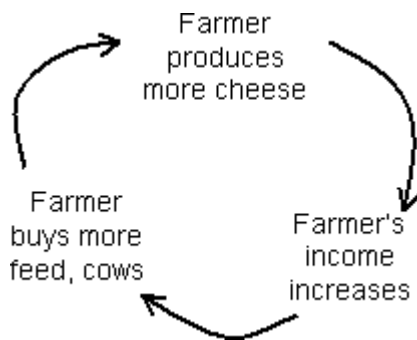 Farmer
produces
more cheese
Farmer's
income
increases
Farmer
buys more
feed, cows